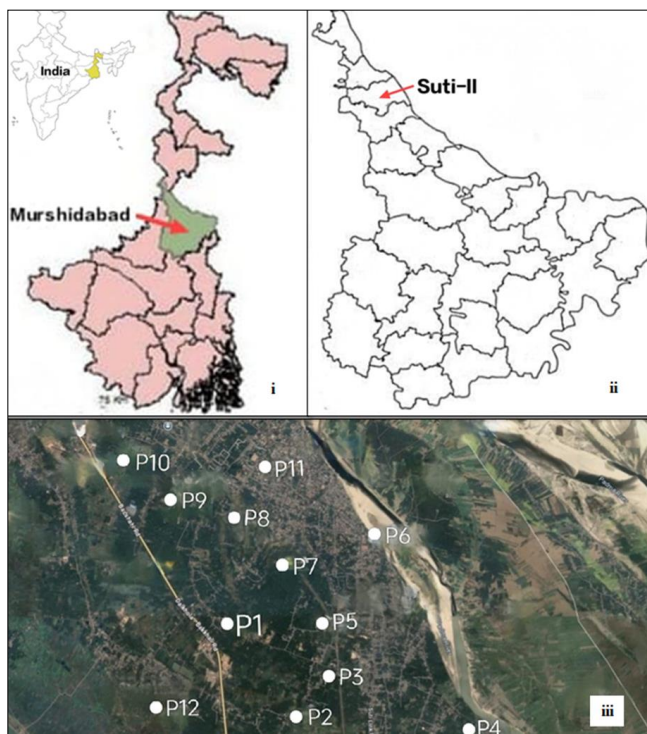 India
Murshidabad
i
Suti-II
ii
P10
P11
P9
P8
P6
P7
P1
P5
P3
P12
P2
P4
iii